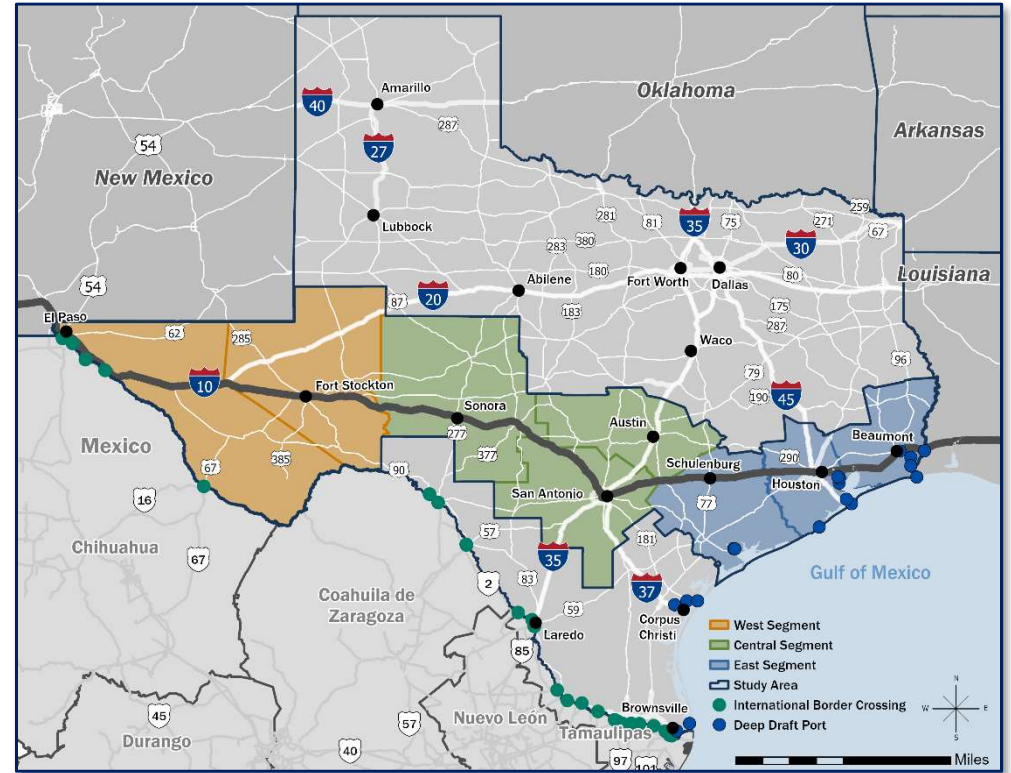 Oklahoma
Arkansas
Amarillo
40
287
54
27
New Mexico
Lubbock
281
81
35
75
271
259
67
30
283
380
Abilene
180
Fort Worth
Dallas
80
Louisiana
54
87
20
183
175
287
El Paso
62
285
Waco
96
79
190
45
10
Fort Stockton
Sonora
277
Austin
Beaumont
Mexico
377
Schulenburg
290
Houston
67
385
90
San Antonio
77
16
57
181
Chihuahua
35
Gulf of Mexico
67
2
83
37
Coahuila de
Zaragoza
59
Corpus
Christi
Laredo
85
West Segment
Central Segment
East Segment
Study Area
International Border Crossing
Deep Draft Port
N
W
E
S
Brownsville
45
57
Nuevo León
Tamaulipas
Durango
40
97
101
Miles